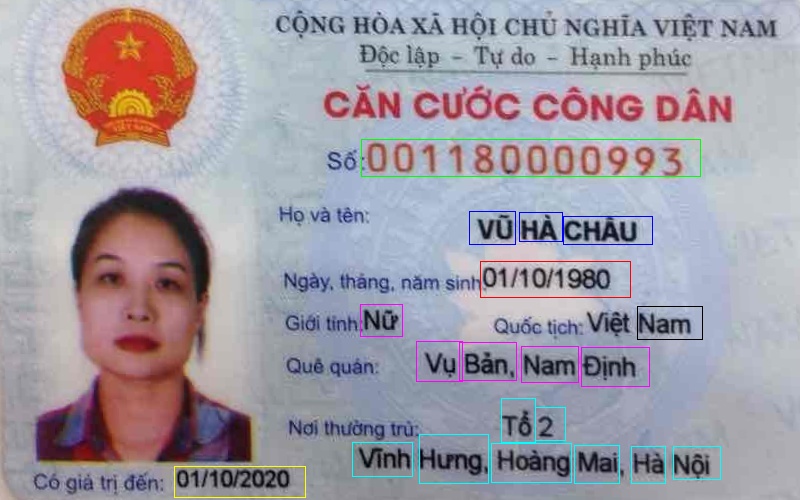 CỘNG HÒA XÃ HỘI CHỦ NGHĨA VIỆT NAM
Độc lập - Tự do - Hạnh phúc
CĂN CƯỚC CÔNG DÂN
Số: 001180000993
Họ và tên:
VŨ HÀ CHÂU
Ngày, tháng, năm sinh 01/10/1980
Giới tính: Nữ Quốc tịch: Việt Nam
Quê quán: Vụ Bản, Nam Định
Nơi thường trú: Tổ 2
Vĩnh Hưng, Hoàng Mai, Hà Nội
Có giá trị đến: 01/10/2020
VIỆT NAM